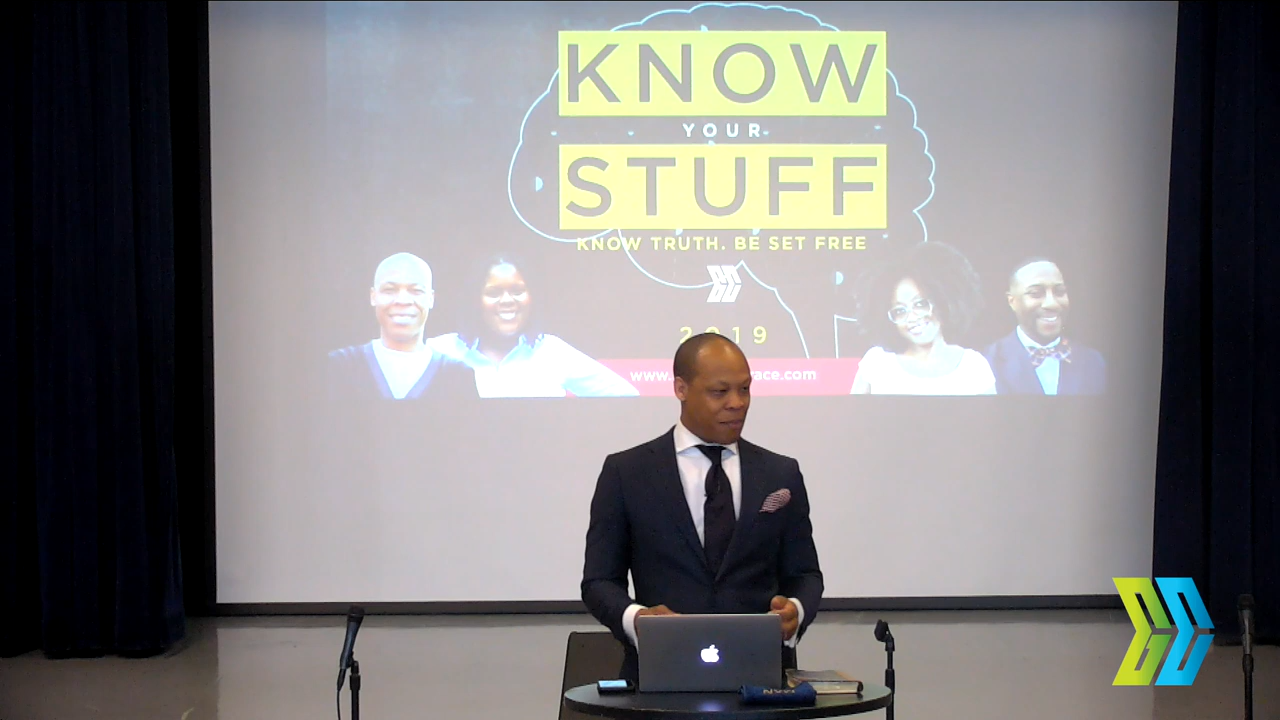 KNOW
YOUR
STUFF
KNOW TRUTH. BE SET FREE
2019